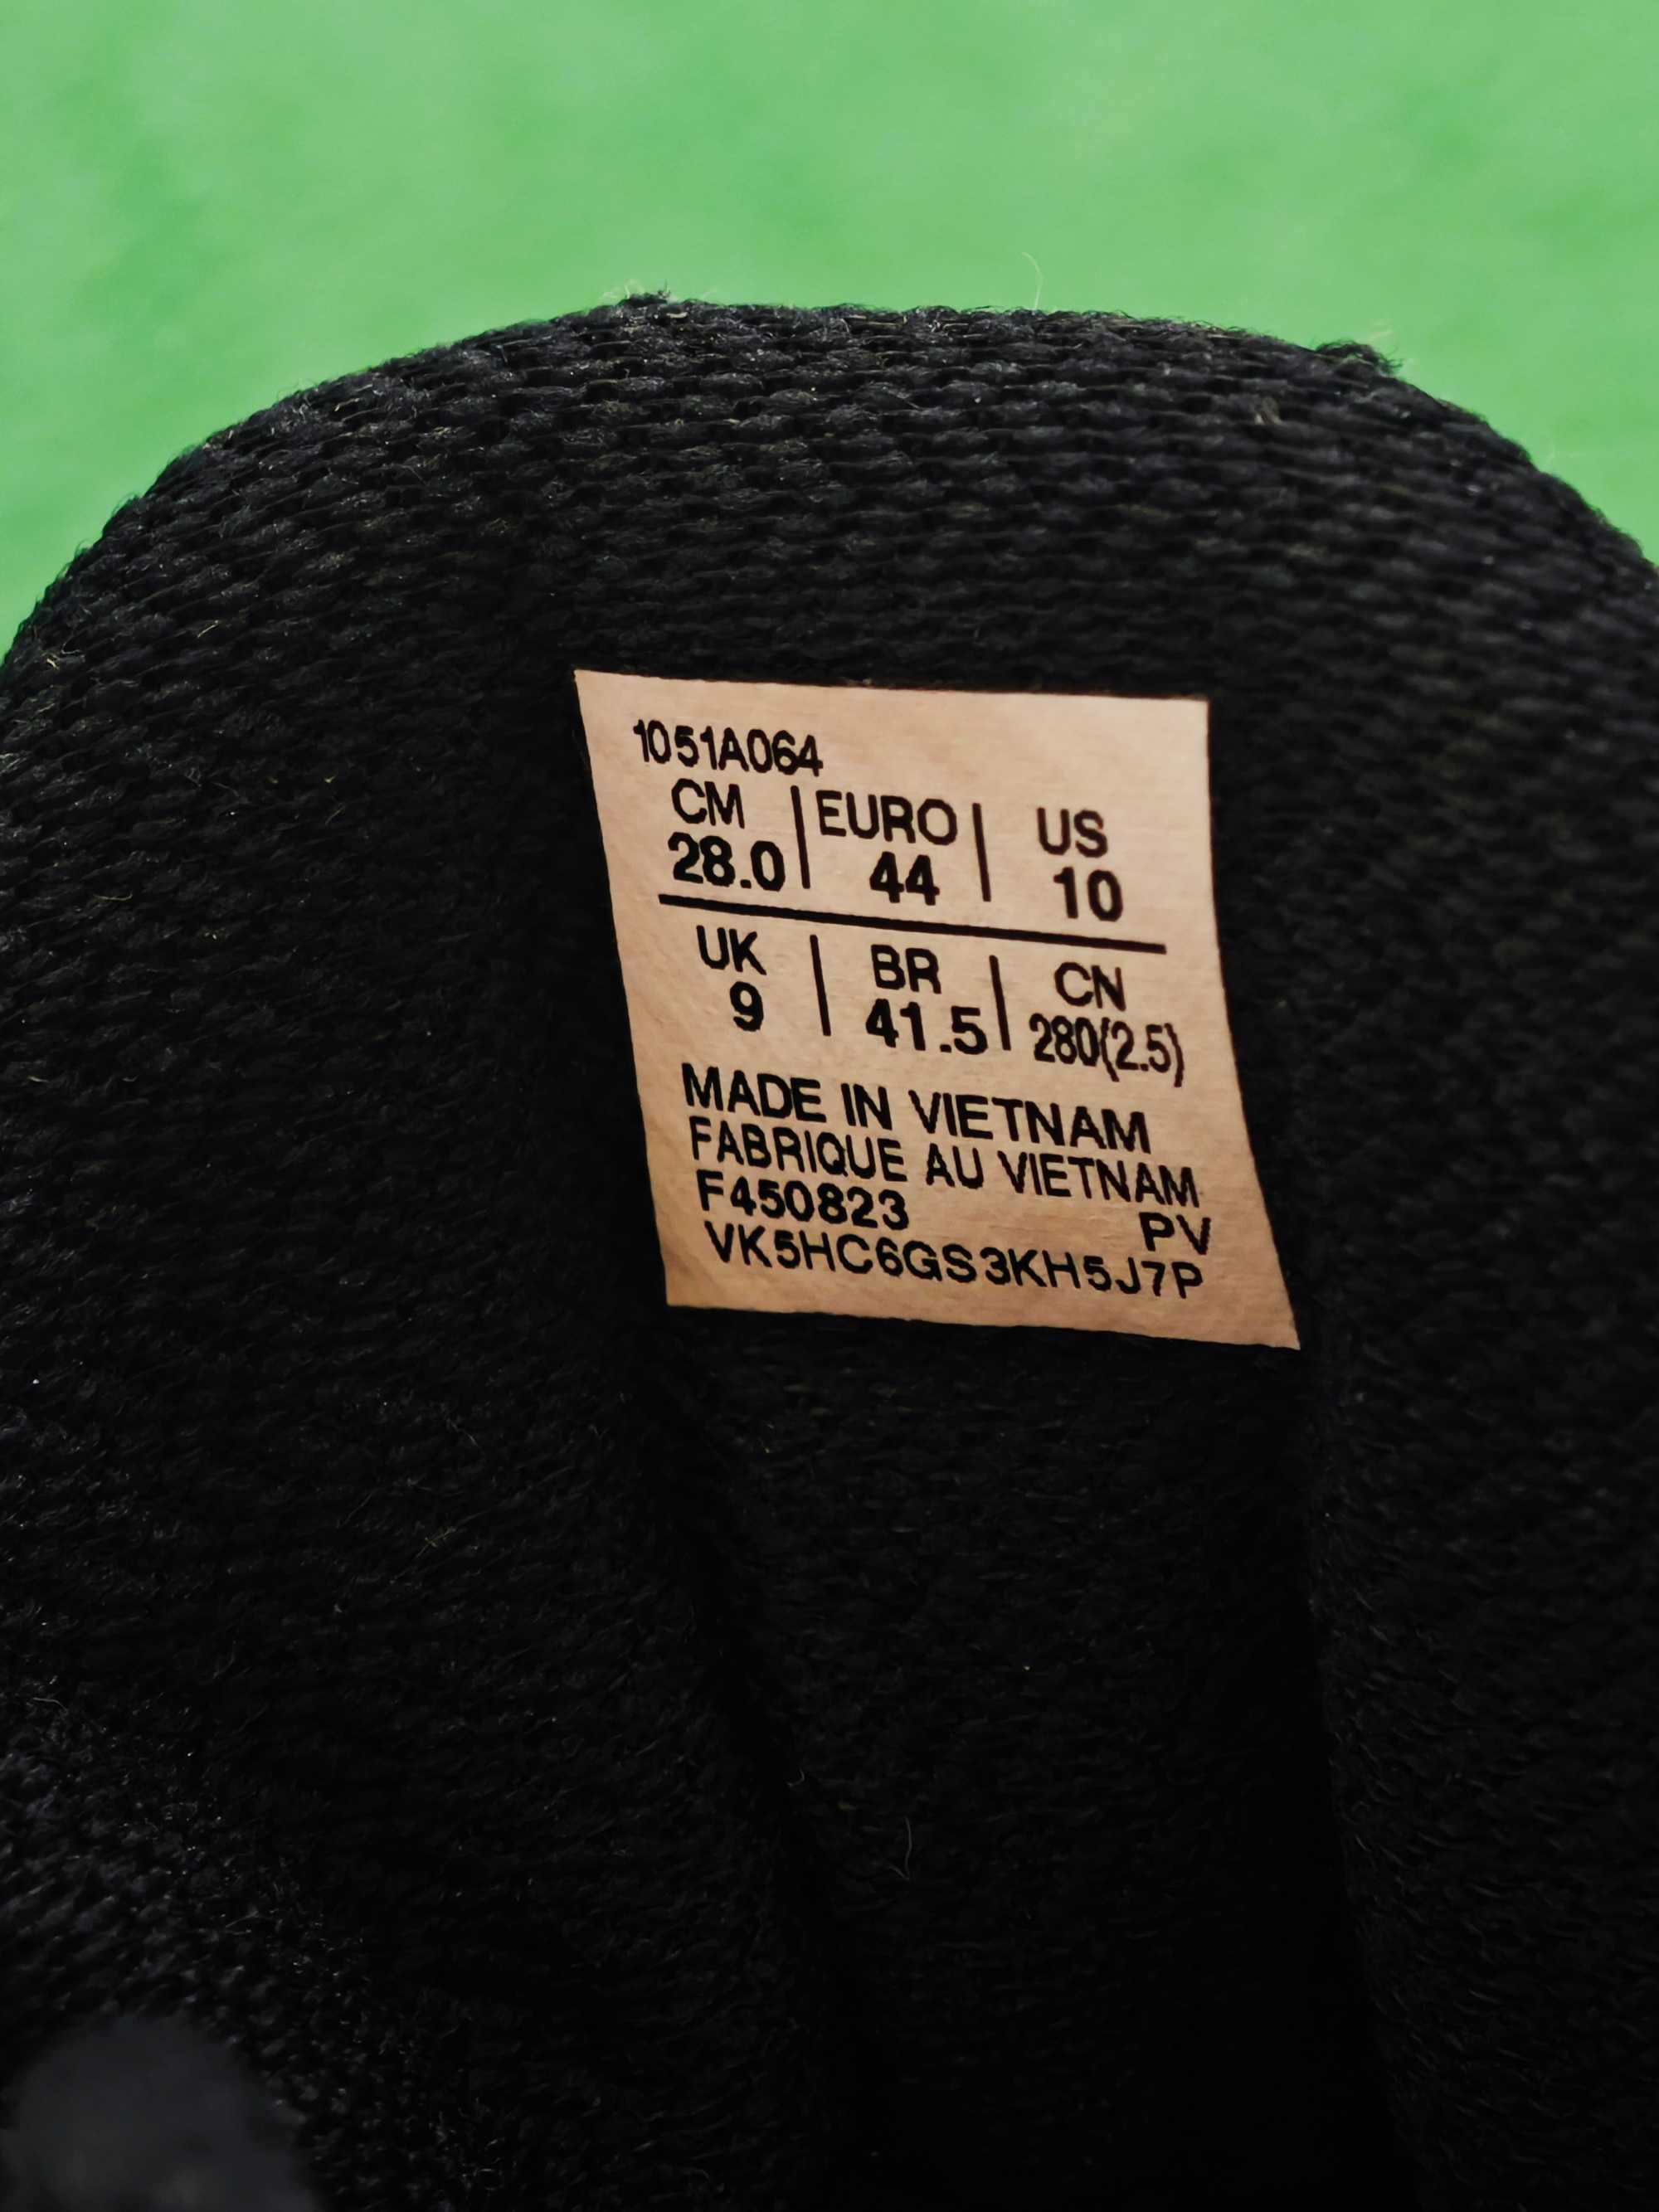 1051A064
CM | EURO | US
28.0 | 44 | 10
UK | BR | CN
9 | 41.5 | 280(2.5)
MADE IN VIETNAM
FABRIQUE AU VIETNAM
F450823 PV
VK5HC6GS3KH5J7P